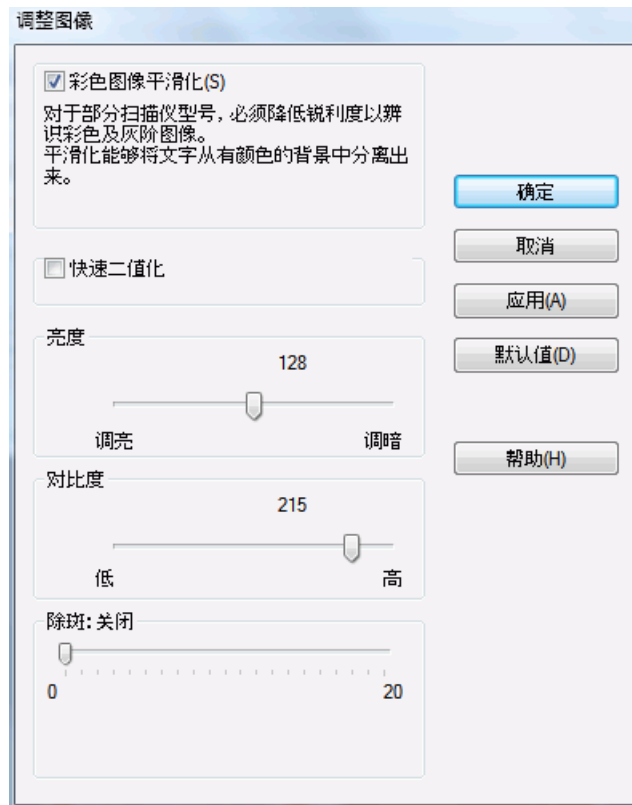 调整图像
彩色图像平滑化(S)
对于部分扫描仪型号，必须降低锐利度以辨
识彩色及灰阶图像。
平滑化能够将文字从有颜色的背景中分离出
来。
确定
取消
快速二值化
应用(A)
亮度
128
默认值(D)
调亮 调暗
帮助(H)
对比度
215
低 高
除斑: 关闭
0 20